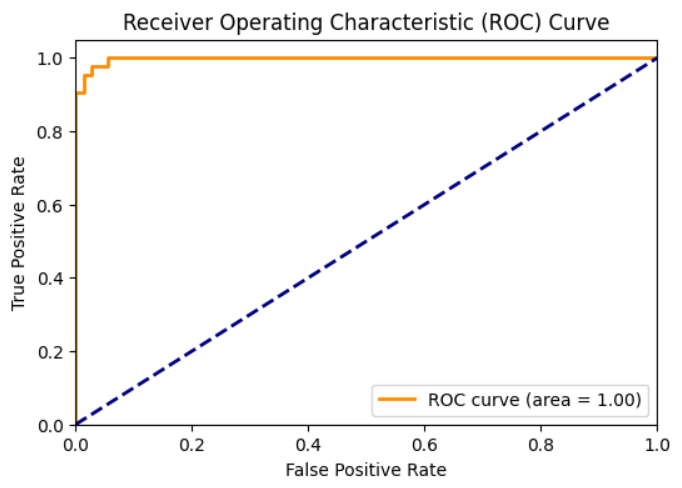 Receiver Operating Characteristic (ROC) Curve
True Positive Rate
1.0
0.8
0.6
0.4
0.2
0.0
ROC curve (area = 1.00)
0.0 0.2 0.4 0.6 0.8 1.0
False Positive Rate